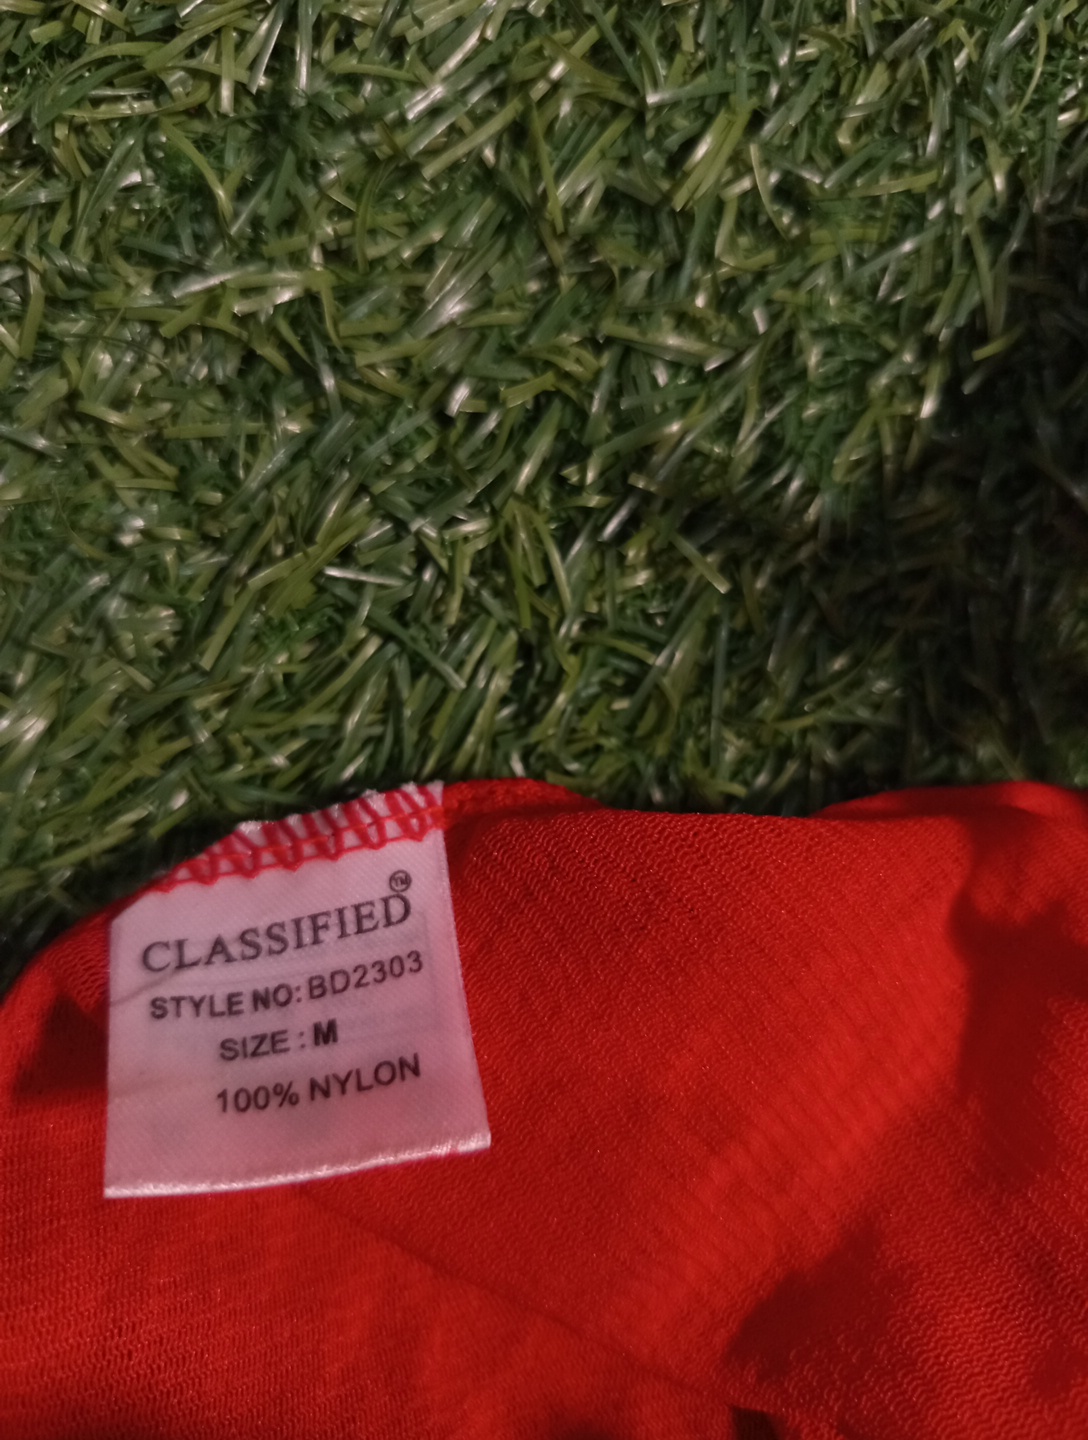 CLASSIFIED™
STYLE NO: BD2303
SIZE : M
100% NYLON